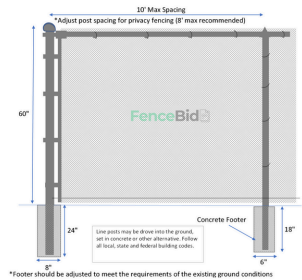 10' Max Spacing
*Adjust post spacing for privacy fencing (8' max recommended)
60"
FenceBid
24"
Line posts may be drove into the ground,
set in concrete or other alternative. Follow
all local, state and federal building codes.
Concrete Footer
18"
8"
6"
*Footer should be adjusted to meet the requirements of the existing ground conditions